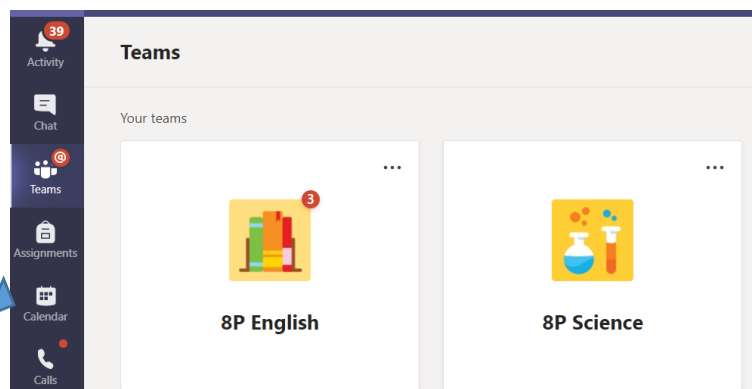 39
Activity
Chat
@
Teams
Assignments
Calendar
Calls
Teams
Your teams
...
...
3
8P English
8P Science